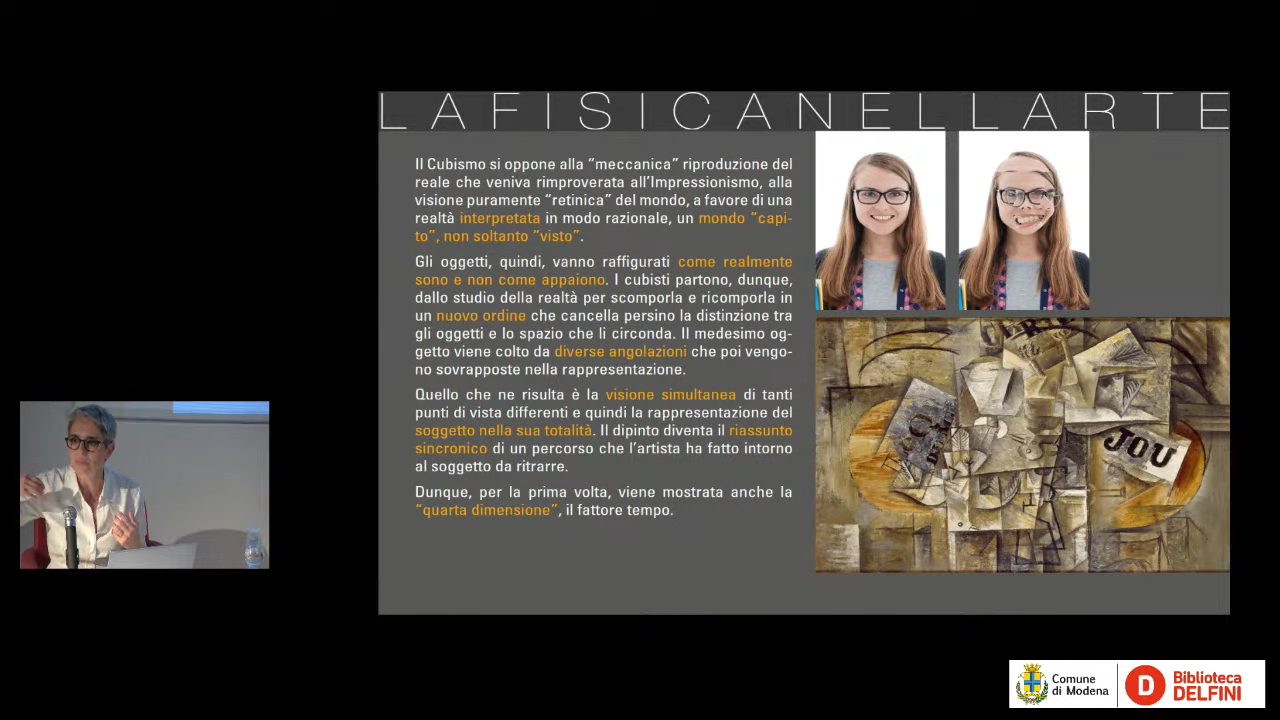 LAFISICANELLARTE
Il Cubismo si oppone alla “meccanica” riproduzione del
reale che veniva rimproverata all’Impressionismo, alla
visione puramente “retinica” del mondo, a favore di una
realtà interpretata in modo razionale, un mondo “capi-
to”, non soltanto “visto”.
Gli oggetti, quindi, vanno raffigurati come realmente
sono e non come appaiono. I cubisti partono, dunque,
dallo studio della realtà per scomporla e ricomporla in
un nuovo ordine che cancella persino la distinzione tra
gli oggetti e lo spazio che li circonda. Il medesimo og-
getto viene colto da diverse angolazioni che poi vengo-
no sovrapposte nella rappresentazione.
Quello che ne risulta è la visione simultanea di tanti
punti di vista differenti e quindi la rappresentazione del
soggetto nella sua totalità. Il dipinto diventa il riassunto
sincronico di un percorso che l’artista ha fatto intorno
al soggetto da ritrarre.
Dunque, per la prima volta, viene mostrata anche la
“quarta dimensione”, il fattore tempo.
JOU
Comune
di Modena
D
Biblioteca
DELFINI